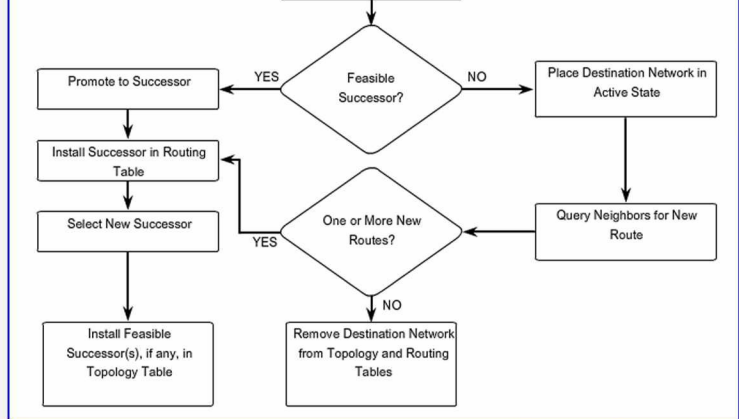 Feasible
Successor?
YES
NO
Promote to Successor
Place Destination Network in
Active State
Install Successor in Routing
Table
Select New Successor
One or More New
Routes?
YES
Query Neighbors for New
Route
NO
Install Feasible
Successor(s), if any, in
Topology Table
Remove Destination Network
from Topology and Routing
Tables